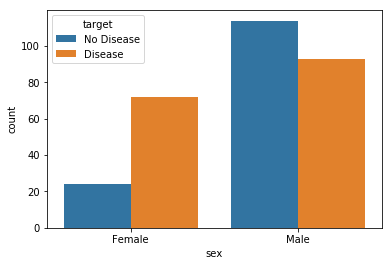 target
No Disease
Disease
100
80
60
40
20
0
count
Female Male
sex